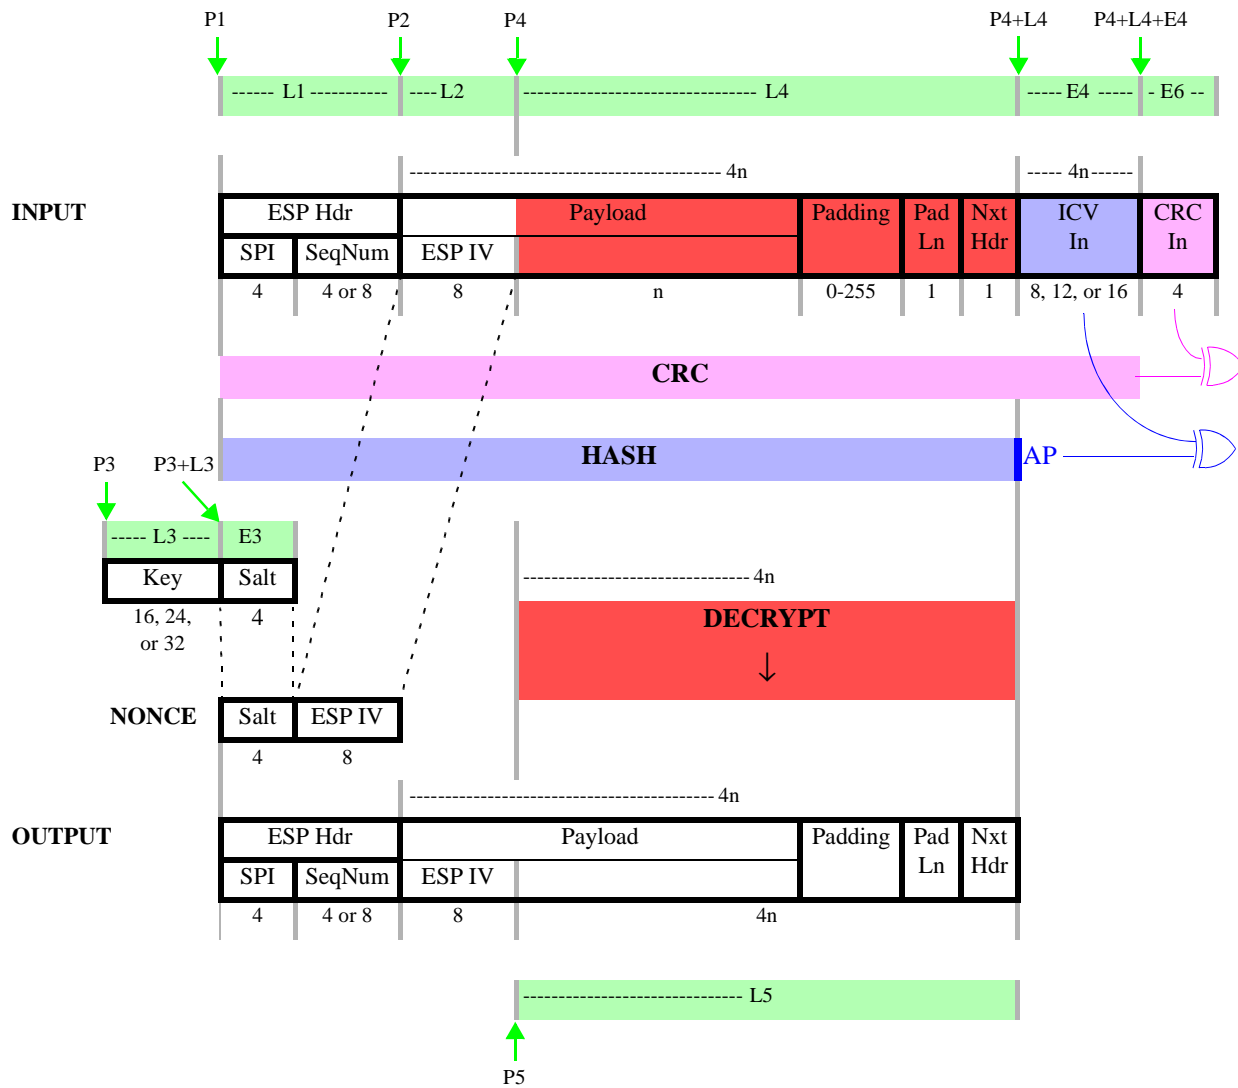 P1 P2 P4 P4+L4 P4+L4+E4
------ L1 ----------- ---- L2 -------------------------------- L4 ----- E4 ----- - E6 --
-------------------------------------------- 4n ----- 4n------
INPUT
ESP Hdr Payload Padding Pad Ln Nxt Hdr ICV In CRC In
SPI SeqNum ESP IV
4 4 or 8 8 n 0-255 1 1 8, 12, or 16 4
CRC
HASH AP
P3 P3+L3
----- L3 ---- E3
Key Salt
16, 24, or 32 4
-------------------------------- 4n
DECRYPT
↓
NONCE Salt ESP IV
4 8
-------------------------------------------- 4n
OUTPUT
ESP Hdr Payload Padding Pad Ln Nxt Hdr
SPI SeqNum ESP IV
4 4 or 8 8 4n
------------------------------- L5
P5